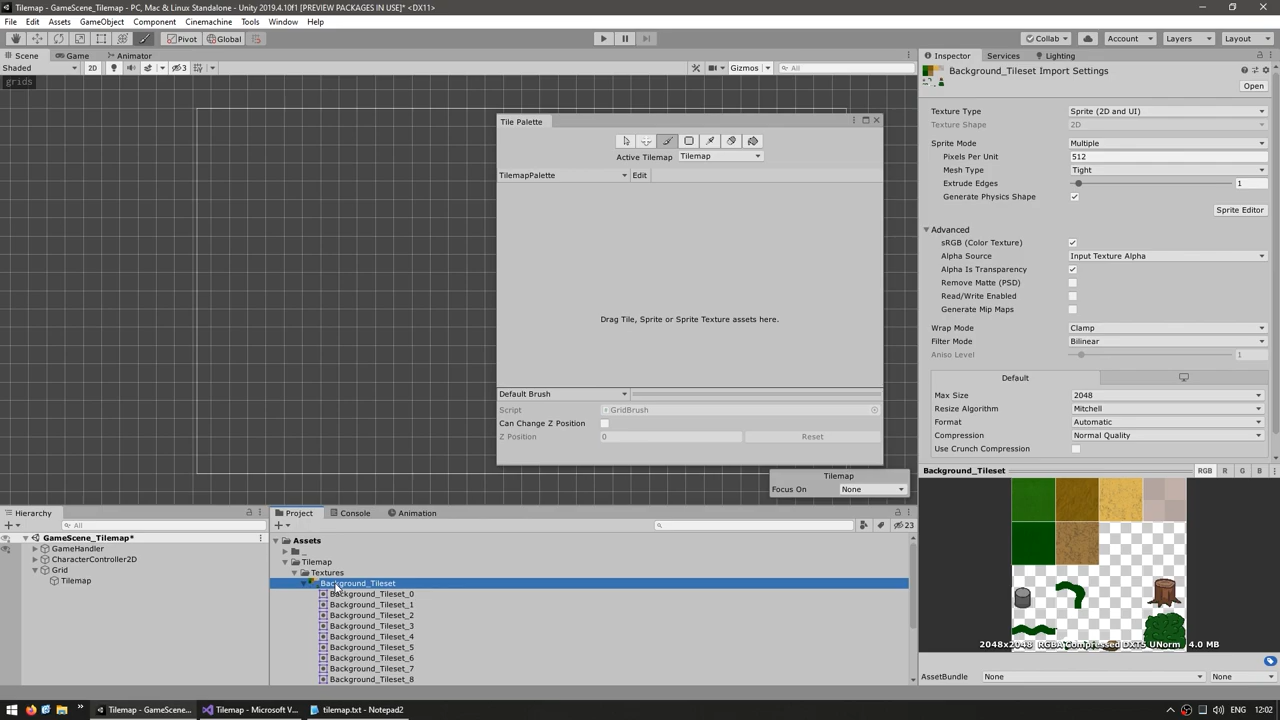 Tilemap - GameScene_Tilemap - PC, Mac & Linux Standalone - Unity 2019.4.10f1 [PREVIEW PACKAGES IN USE]* <DX11>
File Edit Assets GameObject Component Cinemachine Tools Window Help
Pivot Global Collab Account Layers Layout
Scene Game Animator
Shaded 2D 3 Gizmos All
grids
Tile Palette
Active Tilemap Tilemap
TilemapPalette Edit
Drag Tile, Sprite or Sprite Texture assets here.
Default Brush
Script GridBrush
Can Change Z Position
Z Position 0 Reset
Tilemap
Focus On None
Inspector Services Lighting
Background_Tileset Import Settings
Open
Texture Type Sprite (2D and UI)
Texture Shape 2D
Sprite Mode Multiple
Pixels Per Unit 512
Mesh Type Tight
Extrude Edges 1
Generate Physics Shape
Sprite Editor
Advanced
sRGB (Color Texture)
Alpha Source Input Texture Alpha
Alpha Is Transparency
Remove Matte (PSD)
Read/Write Enabled
Generate Mip Maps
Wrap Mode Clamp
Filter Mode Bilinear
Aniso Level 1
Default
Max Size 2048
Resize Algorithm Mitchell
Format Automatic
Compression Normal Quality
Use Crunch Compression
Background_Tileset RGB R G B
2048x2048 RGBA Compressed DXT5 UNorm 4.0 MB
AssetBundle None None
Hierarchy
All
GameScene_Tilemap*
GameHandler
CharacterController2D
Grid
Tilemap
Project Console Animation
23
Assets
_
Tilemap
Textures
Background_Tileset
Background_Tileset_0
Background_Tileset_1
Background_Tileset_2
Background_Tileset_3
Background_Tileset_4
Background_Tileset_5
Background_Tileset_6
Background_Tileset_7
Background_Tileset_8
Tilemap - GameScene... Tilemap - Microsoft V... tilemap.txt - Notepad2 ENG 12:02